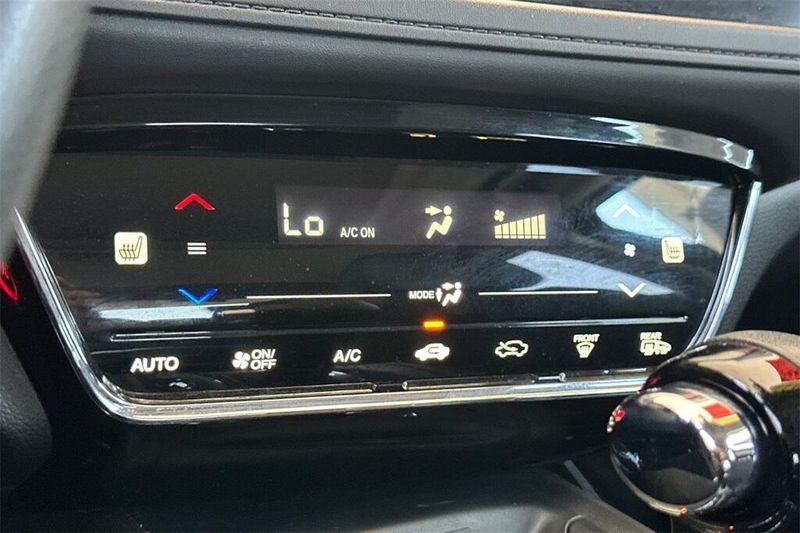 Lo
A/C ON
MODE
AUTO
ON/
OFF
A/C
FRONT
REAR